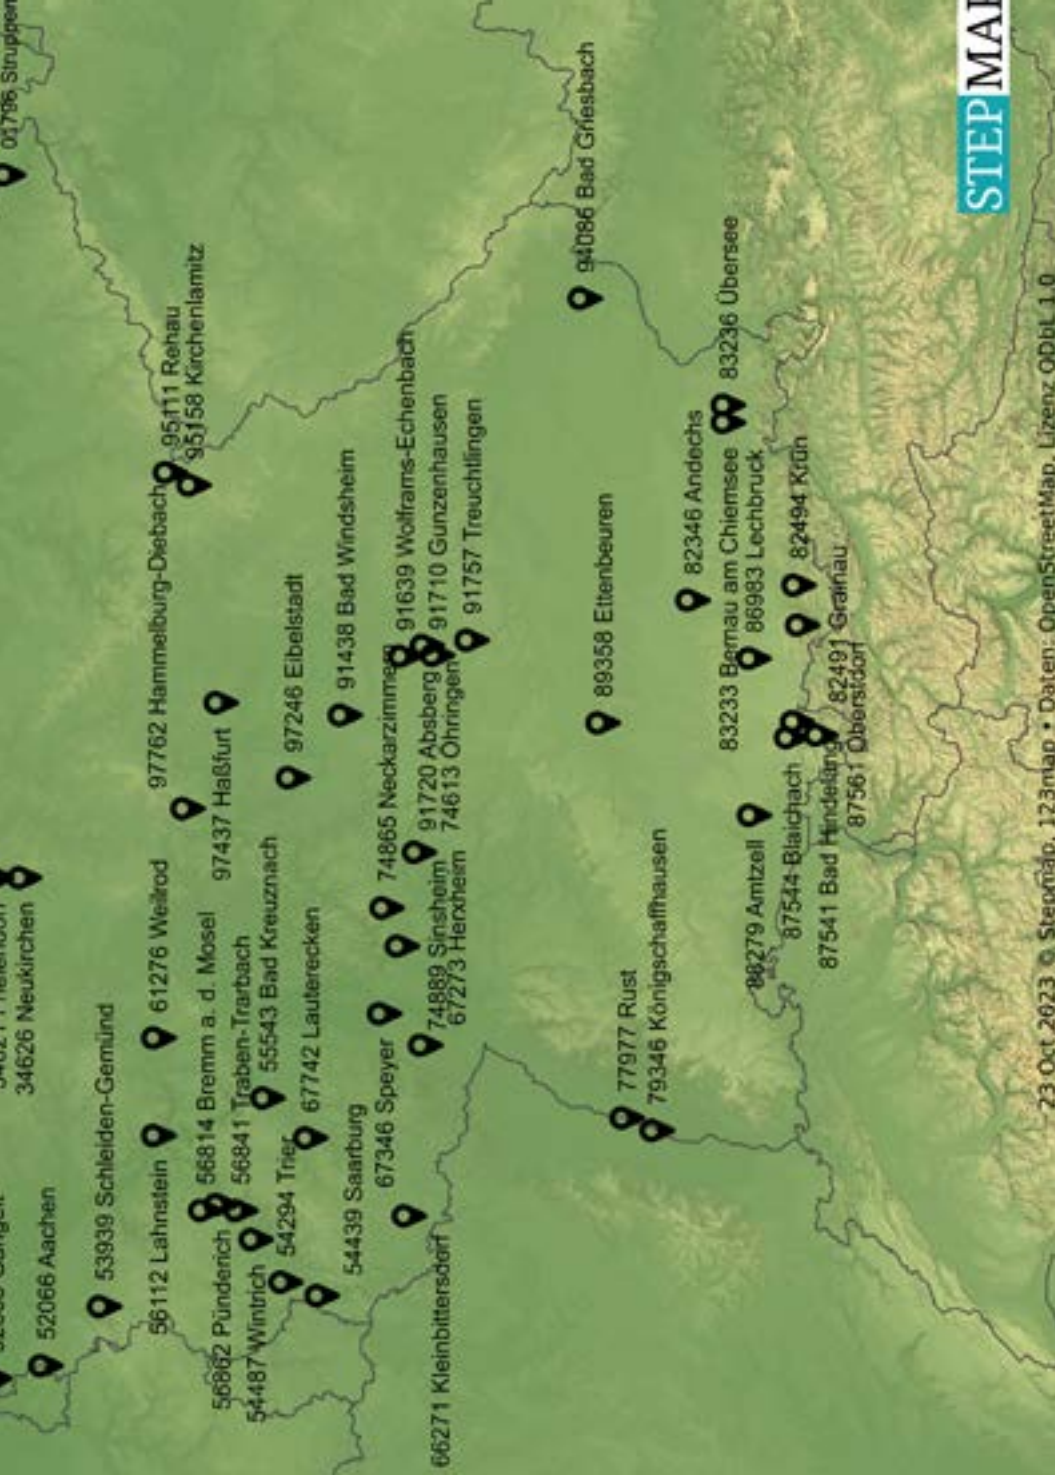 01796 Struppen
34626 Neukirchen
52066 Aachen
53939 Schleiden-Gemünd
61276 Weilrod
97762 Hammelburg-Diebach
95111 Rehau
95158 Kirchenlamitz
56112 Lahnstein
56814 Bremm a. d. Mosel
97437 Haßfurt
56862 Pünderich
56841 Traben-Trarbach
54487 Wintrich
55543 Bad Kreuznach
97246 Eibelstadt
54294 Trier
67742 Lauterecken
91438 Bad Windsheim
54439 Saarburg
67346 Speyer
74865 Neckarzimmern
91639 Wolframs-Echenbach
91720 Absberg
91710 Gunzenhausen
66271 Kleinbittersdorf
74889 Sinsheim
74613 Öhringen
67273 Herxheim
91757 Treuchtlingen
94086 Bad Griesbach
89358 Ettenbeuren
77977 Rust
79346 Königschaffhausen
82346 Andechs
83233 Bernau am Chiemsee
83236 Übersee
88279 Amtzell
86983 Lechbruck
87544 Blaichach
82494 Krün
87541 Bad Hindelang
82491 Grainau
87561 Oberstdorf
STEPMAP
23 Oct 2023 © Stepmap, 123map • Daten: OpenStreetMap, Lizenz ODbL 1.0